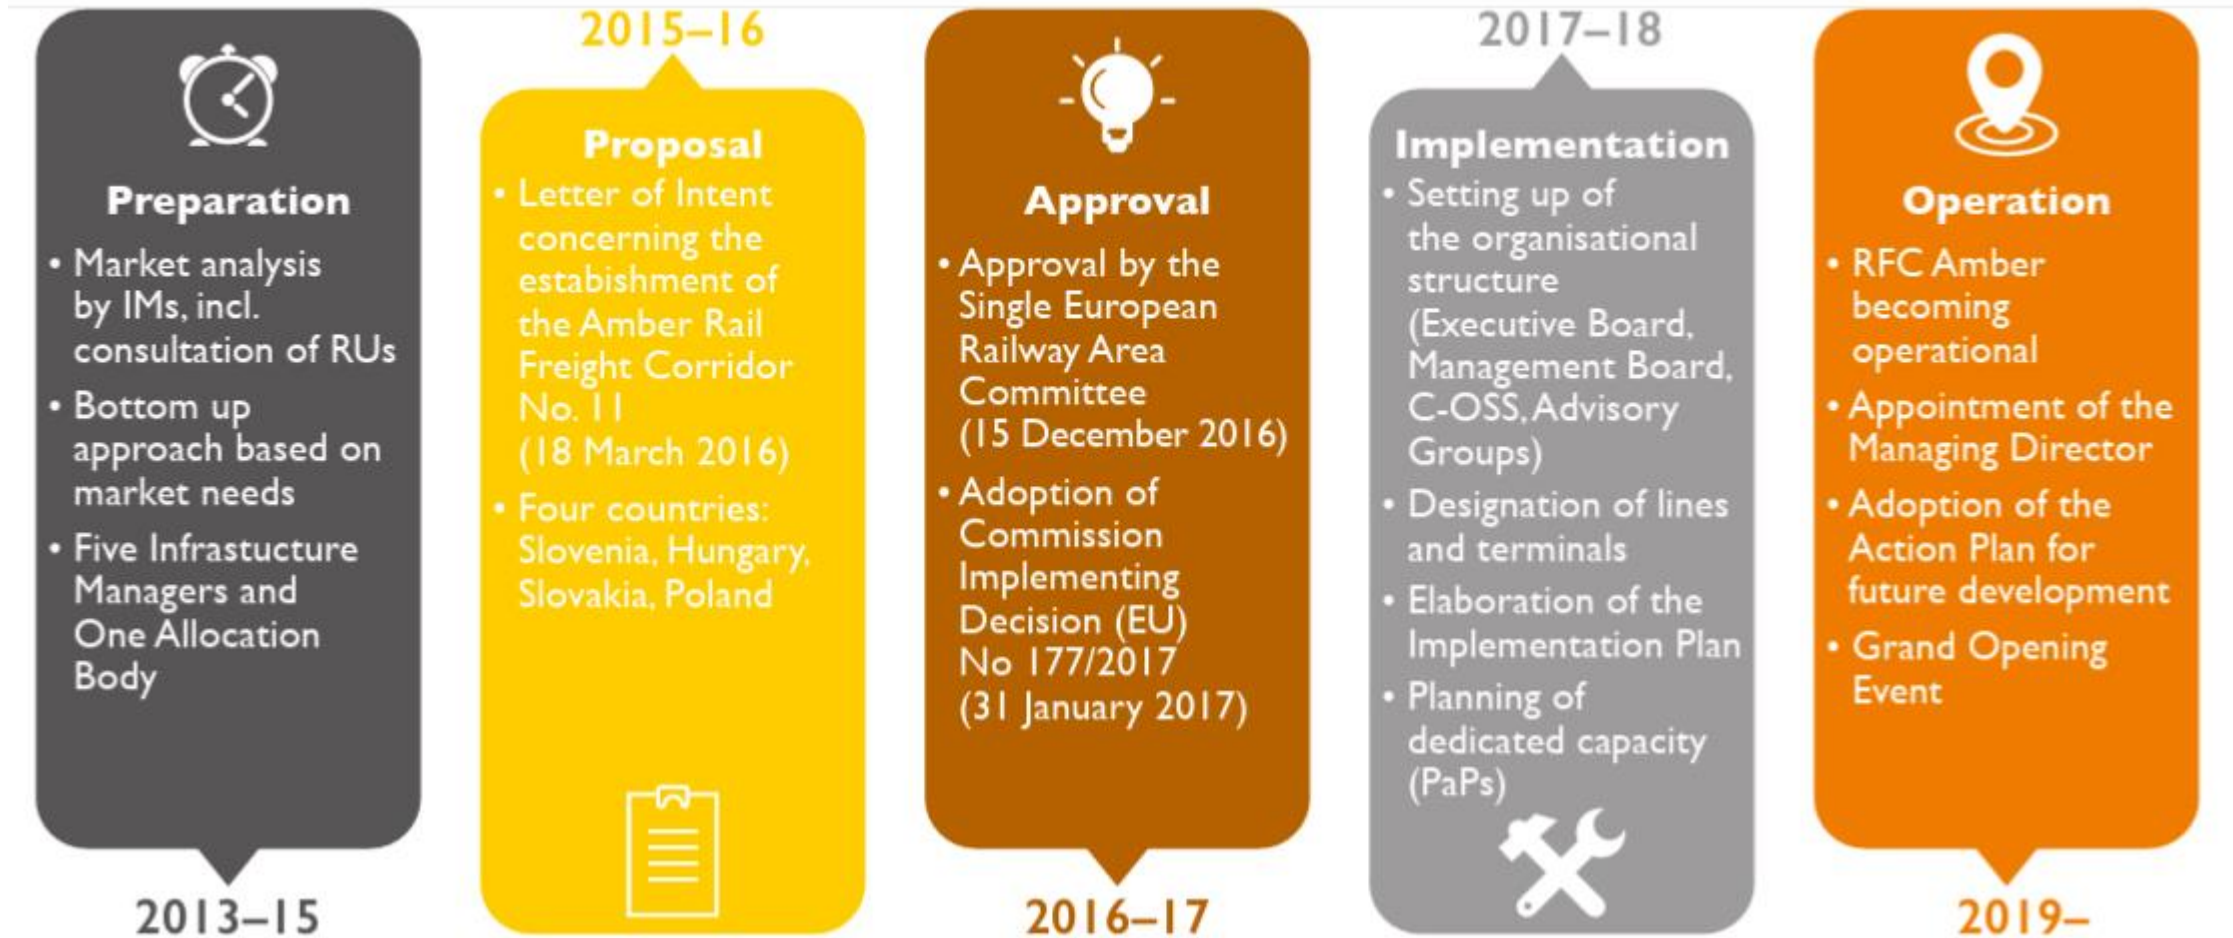 Preparation
• Market analysis
by IMs, incl.
consultation of RUs
• Bottom up
approach based on
market needs
• Five Infrastucture
Managers and
One Allocation
Body
2013–15
2015–16
Proposal
• Letter of Intent
concerning the
estabishment of
the Amber Rail
Freight Corridor
No. 11
(18 March 2016)
• Four countries:
Slovenia, Hungary,
Slovakia, Poland
Approval
• Approval by the
Single European
Railway Area
Committee
(15 December 2016)
• Adoption of
Commission
Implementing
Decision (EU)
No 177/2017
(31 January 2017)
2016–17
2017–18
Implementation
• Setting up of
the organisational
structure
(Executive Board,
Management Board,
C-OSS, Advisory
Groups)
• Designation of lines
and terminals
• Elaboration of the
Implementation Plan
• Planning of
dedicated capacity
(PaPs)
Operation
• RFC Amber
becoming
operational
• Appointment of the
Managing Director
• Adoption of the
Action Plan for
future development
• Grand Opening
Event
2019–